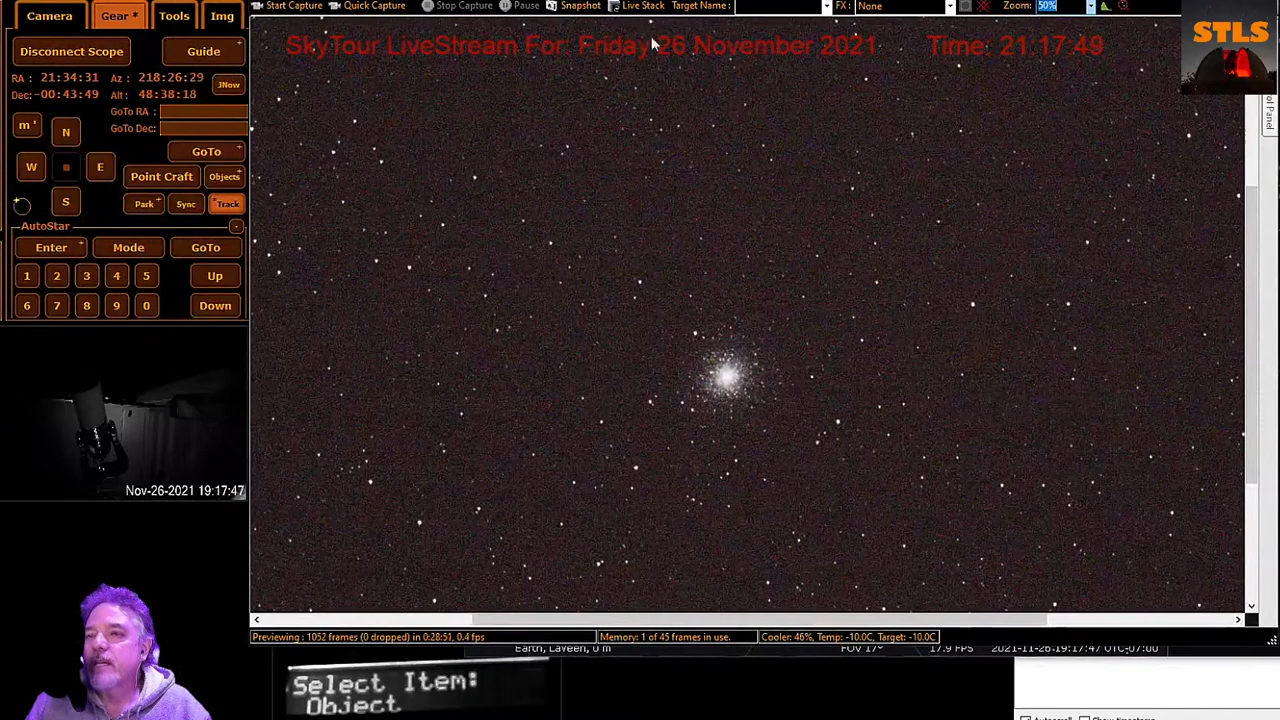 Camera Gear * Tools Img
Start Capture Quick Capture Stop Capture Pause Snapshot Live Stack Target Name : FX : None Zoom: 50%
STLS
Disconnect Scope Guide +
SkyTour LiveStream For: Friday 26 November 2021 Time: 21:17:49
RA : 21:34:31 Az : 218:26:29
Dec: -00:43:49 Alt : 48:38:18 JNow
GoTo RA :
GoTo Dec:
m ' N GoTo +
W E Point Craft Objects +
S Park + Sync *Track
AutoStar -
Enter + Mode GoTo
1 2 3 4 5 Up
6 7 8 9 0 Down
Nov-26-2021 19:17:47
Previewing : 1052 frames (0 dropped) in 0:28:51, 0.4 fps Memory: 1 of 45 frames in use. Cooler: 46%, Temp: -10.0C, Target: -10.0C
Earth, Laveen, 0 m FOV 17° 17.9 FPS 2021-11-26 19:17:47 UTC-07:00
Select Item:
Object